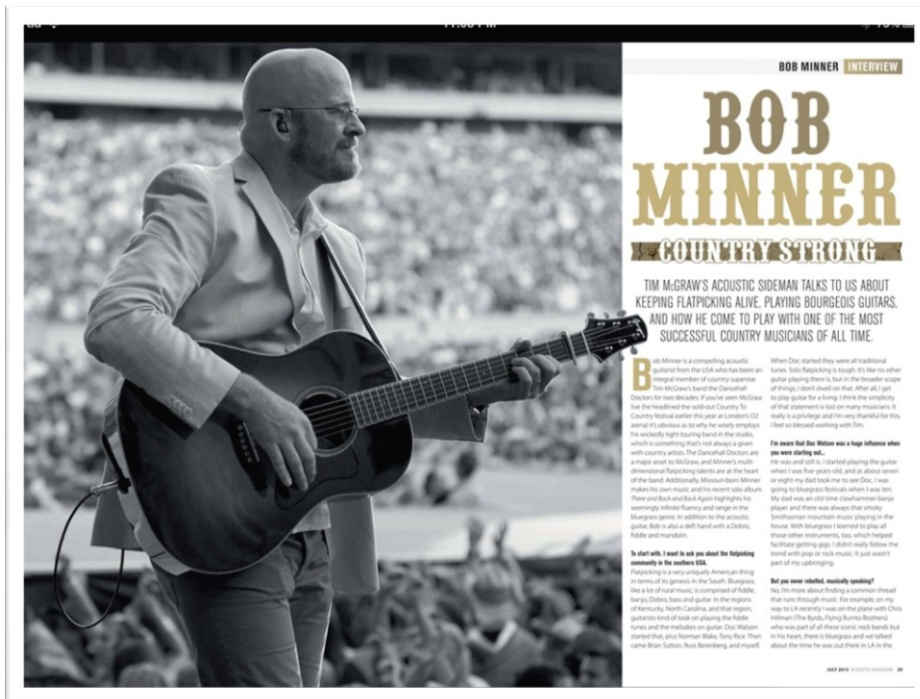 BOB MINNER INTERVIEW
BOB
MINNER
COUNTRY STRONG
TIM McGRAW'S ACOUSTIC SIDEMAN TALKS TO US ABOUT
KEEPING FLATPICKING ALIVE, PLAYING BOURGEOIS GUITARS,
AND HOW HE COME TO PLAY WITH ONE OF THE MOST
SUCCESSFUL COUNTRY MUSICIANS OF ALL TIME.
Bob Minner is a compelling acoustic
guitarist from the USA who has been an
integral member of country superstar
Tim McGraw's band the Dancehall
Doctors for two decades. If you've seen McGraw
live (he headlined the sold-out Country To
Country festival earlier this year at London's O2
arena) it's obvious as to why he wisely employs
his wickedly tight touring band in the studio,
which is something that's not always a given
with country artists. The Dancehall Doctors are
a major asset to McGraw, and Minner's multi-
dimensional talents are at the heart
of the band. Additionally, Missouri-born Minner
makes his own music and his recent solo album
There and Back and Back Again highlights his
seemingly infinite fluency and range in the
bluegrass genre. In addition to the acoustic
guitar, Bob is also a deft hand with a Dobro,
fiddle and mandolin.
To start with, I want to ask you about the flatpicking
community in the southern USA.
Flatpicking is a very uniquely American thing
in terms of its genesis in the South. Bluegrass,
like a lot of rural music, is comprised of fiddle,
banjo, Dobro, bass and guitar. In the regions
of Kentucky, North Carolina, and that region,
guitarists kind of took on playing the fiddle
tunes and the melodies on guitar. Doc Watson
started that, plus Norman Blake, Tony Rice. Then
came Brian Sutton, Russ Berenberg, and myself.
When Doc started they were all traditional
tunes. Solo flatpicking is tough. It's like no other
guitar playing there is, but in the broader scope
of things, I don't dwell on that. After all, I get
to play guitar for a living. I think the simplicity
of that statement is lost on many musicians. It
really is a privilege and I'm very thankful for this.
I feel so blessed working with Tim.
I'm aware that Doc Watson was a huge influence when
you were starting out...
He was and still is. I started playing the guitar
when I was five-years old, and at about seven
or eight my dad took me to see Doc. I was
going to bluegrass festivals when I was ten.
My dad was an old time clawhammer banjo
player and there was always that smoky
Smithsonian mountain music playing in the
house. With bluegrass I learned to play all
those other instruments, too, which helped
facilitate getting gigs. I didn't really follow the
trend with pop or rock music. It just wasn't
part of my upbringing.
But you never rebelled, musically speaking?
No, I'm more about finding a common thread
that runs through music. For example, on my
way to LA recently I was on the plane with Chris
Hillman (The Byrds, Flying Burrito Brothers)
who was part of all these iconic rock bands but
in his heart, there is bluegrass and we talked
about the time he was out there in LA in the
JULY 2013 ACOUSTIC MAGAZINE 29